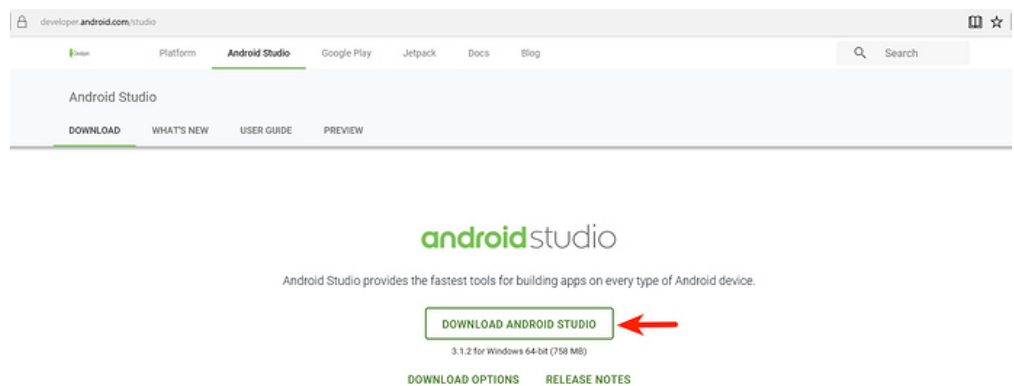 developer.android.com/studio
Platform Android Studio Google Play Jetpack Docs Blog Search
Android Studio
DOWNLOAD WHAT'S NEW USER GUIDE PREVIEW
android studio
Android Studio provides the fastest tools for building apps on every type of Android device.
DOWNLOAD ANDROID STUDIO
3.1.2 for Windows 64-bit (758 MB)
DOWNLOAD OPTIONS RELEASE NOTES